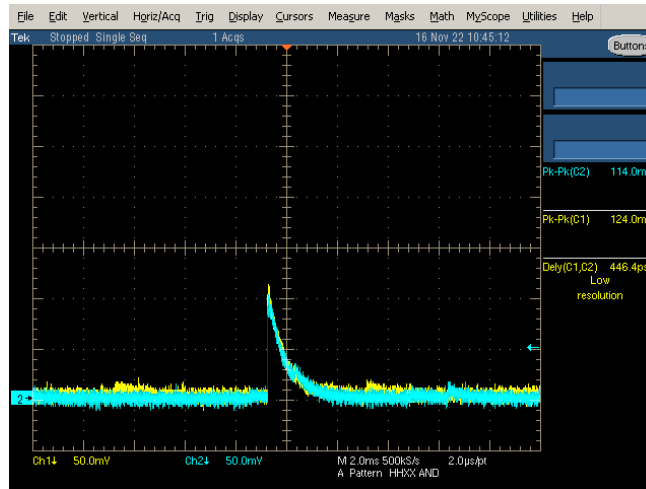 File Edit Vertical Horiz/Acq Trig Display Cursors Measure Masks Math MyScope Utilities Help
Tek Stopped Single Seq 1 Acqs 16 Nov 22 10:45:12
Buttons
Pk-Pk(C2) 114.0m
Pk-Pk(C1) 124.0m
Dely(C1,C2) 446.4ps
Low
resolution
2
Ch1 50.0mV Ch2 50.0mV M 2.0ms 500kS/s 2.0µs/pt
A Pattern HHXX AND